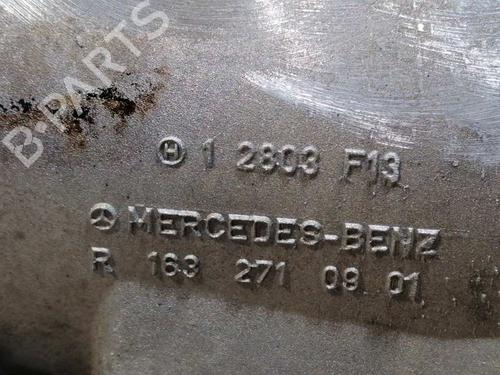 B-PARTS
H 1 2803 F13
MERCEDES-BENZ
R 163 271 09 01